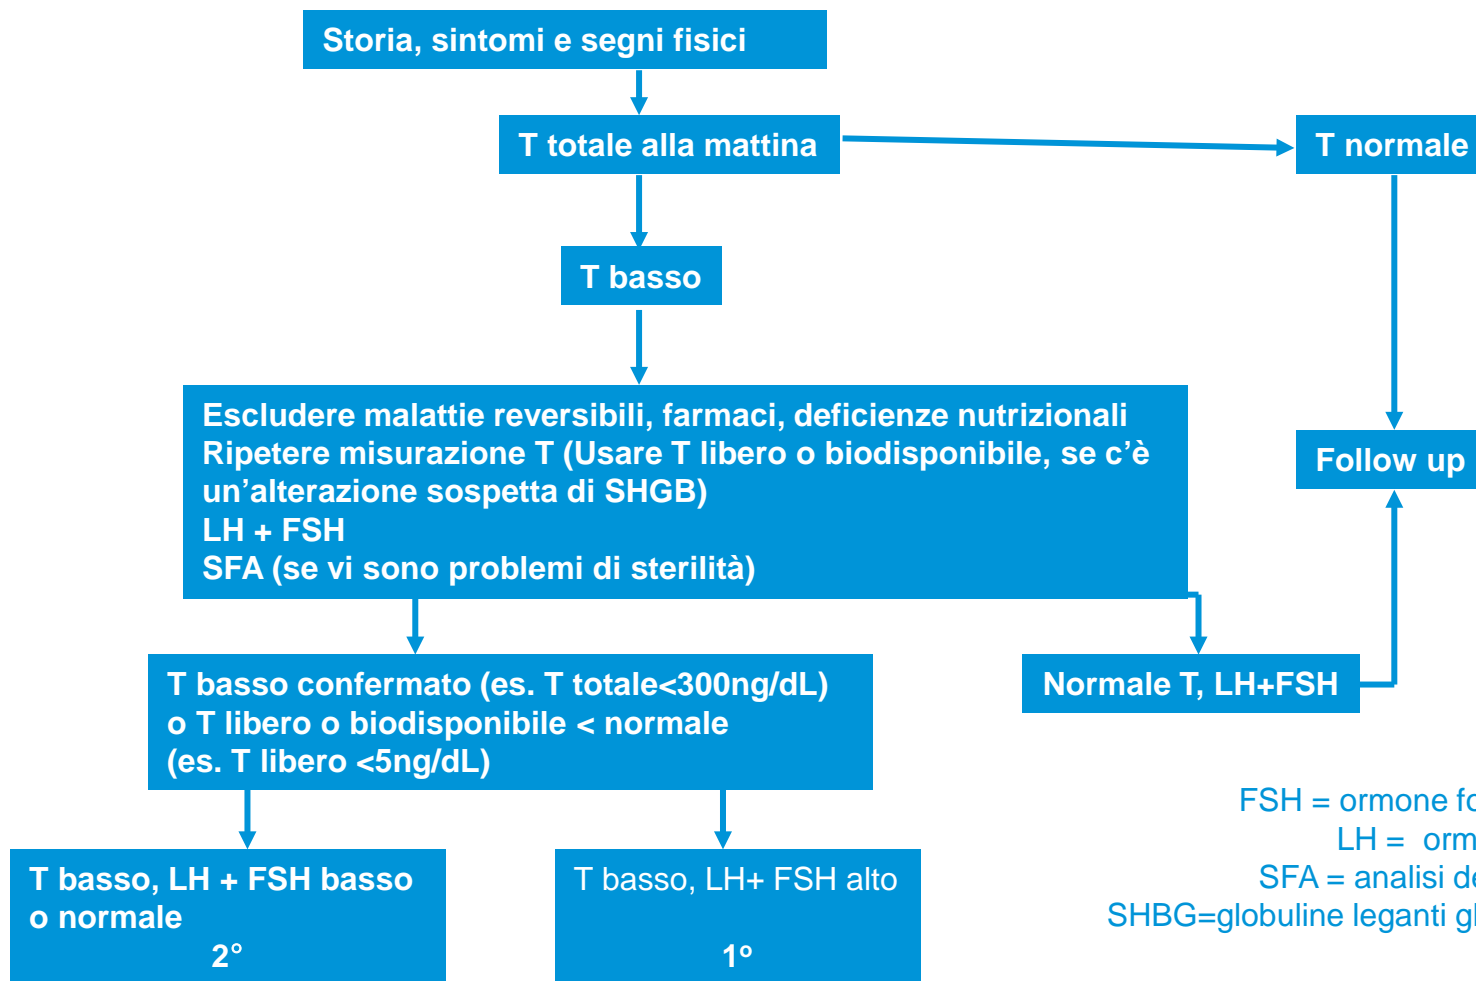 Storia, sintomi e segni fisici
T totale alla mattina
T normale
T basso
Escludere malattie reversibili, farmaci, deficienze nutrizionali
Ripetere misurazione T (Usare T libero o biodisponibile, se c’è
un’alterazione sospetta di SHGB)
LH + FSH
SFA (se vi sono problemi di sterilità)
Follow up
T basso confermato (es. T totale<300ng/dL)
o T libero o biodisponibile < normale
(es. T libero <5ng/dL)
Normale T, LH+FSH
T basso, LH + FSH basso
o normale
2°
T basso, LH+ FSH alto
1º
FSH = ormone
LH =
SFA = analisi
SHBG=globuline leganti